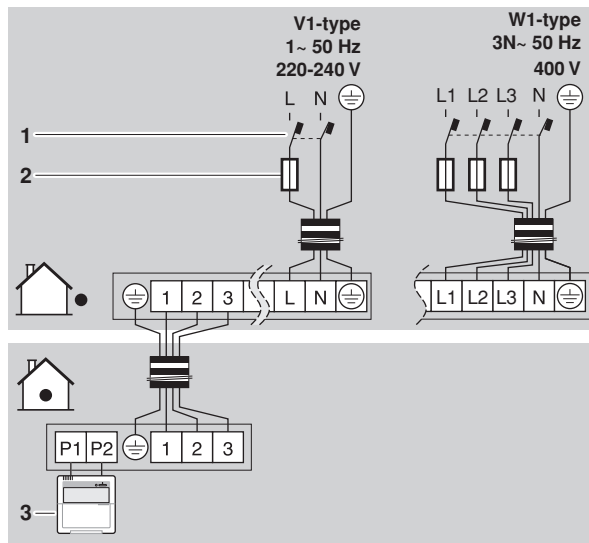 V1-type
1~ 50 Hz
220-240 V
W1-type
3N~ 50 Hz
400 V
L N
L1 L2 L3 N
1
2
1 2 3 L N
L1 L2 L3 N
P1 P2 1 2 3
3